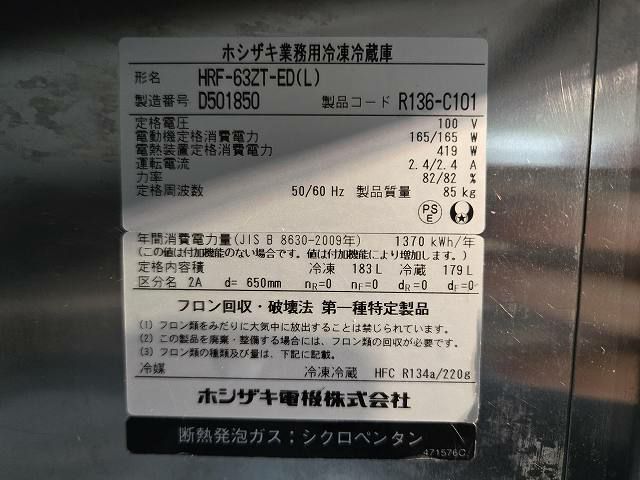 ホシザキ業務用冷凍冷蔵庫
形名 HRF-63ZT-ED(L)
製造番号 D501850 製品コード R136-C101
定格電圧 100 V
電動機定格消費電力 165/165 W
電熱装置定格消費電力 419 W
運転電流 2.4/2.4 A
力率 82/82 %
定格周波数 50/60 Hz 製品質量 85 kg
PS
E
年間消費電力量(JIS B 8630-2009年) 1370 kWh/年
(この値は付加機能のない値です。値は付加機能により増加します。)
定格内容積 冷凍 183 L 冷蔵 179 L
区分名 2A d= 650mm nR=0 nF=0 dR=0 dF=0
フロン回収・破壊法 第一種特定製品
(1) フロン類をみだりに大気中に放出することは禁じられています。
(2) この製品を廃棄・整備する場合には、フロン類の回収が必要です。
(3) フロン類の種類及び量は、下記に記載。
冷媒 冷凍冷蔵 HFC R134a/220g
ホシザキ電機株式会社
断熱発泡ガス：シクロペンタン
471576C